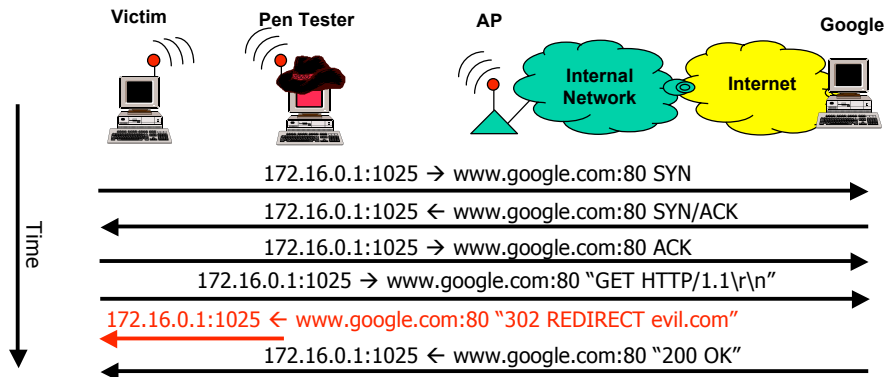 Victim
Pen Tester
AP
Google
Internal
Network
Internet
Time
172.16.0.1:1025 → www.google.com:80 SYN
172.16.0.1:1025 ← www.google.com:80 SYN/ACK
172.16.0.1:1025 → www.google.com:80 ACK
172.16.0.1:1025 → www.google.com:80 “GET HTTP/1.1\r\n”
172.16.0.1:1025 ← www.google.com:80 “302 REDIRECT evil.com”
172.16.0.1:1025 ← www.google.com:80 “200 OK”